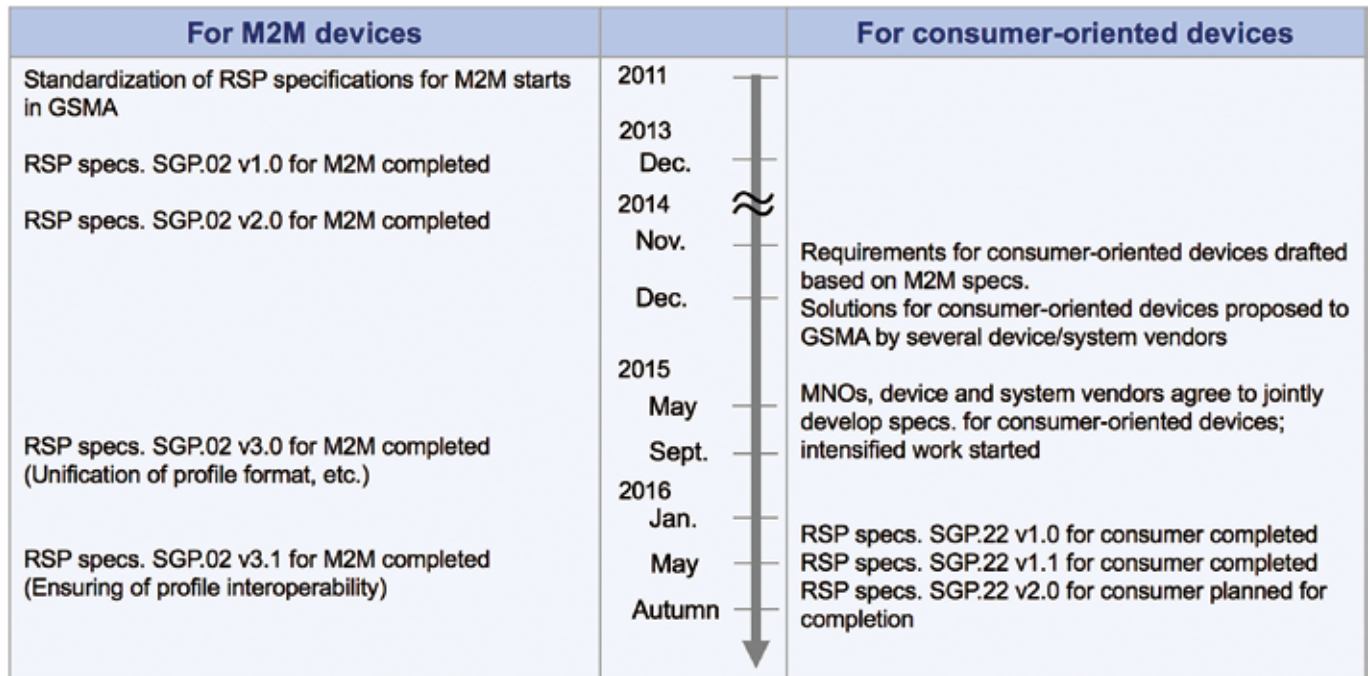 For M2M devices
For consumer-oriented devices
Standardization of RSP specifications for M2M starts
in GSMA
RSP specs. SGP.02 v1.0 for M2M completed
RSP specs. SGP.02 v2.0 for M2M completed
RSP specs. SGP.02 v3.0 for M2M completed
(Unification of profile format, etc.)
RSP specs. SGP.02 v3.1 for M2M completed
(Ensuring of profile interoperability)
2011
2013
Dec.
2014
Nov.
Dec.
2015
May
Sept.
2016
Jan.
May
Autumn
Requirements for consumer-oriented devices drafted
based on M2M specs.
Solutions for consumer-oriented devices proposed to
GSMA by several device/system vendors
MNOs, device and system vendors agree to jointly
develop specs. for consumer-oriented devices;
intensified work started
RSP specs. SGP.22 v1.0 for consumer completed
RSP specs. SGP.22 v1.1 for consumer completed
RSP specs. SGP.22 v2.0 for consumer planned for
completion